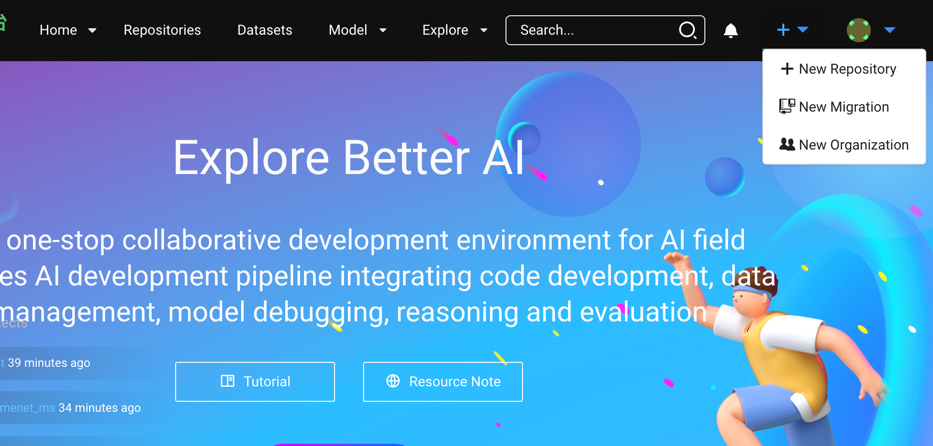 Home
Repositories
Datasets
Model
Explore
Search...
New Repository
New Migration
New Organization
Explore Better AI
one-stop collaborative development environment for AI field
es AI development pipeline integrating code development, data
management, model debugging, reasoning and evaluation
ects
t 39 minutes ago
menet_ms 34 minutes ago
Tutorial
Resource Note